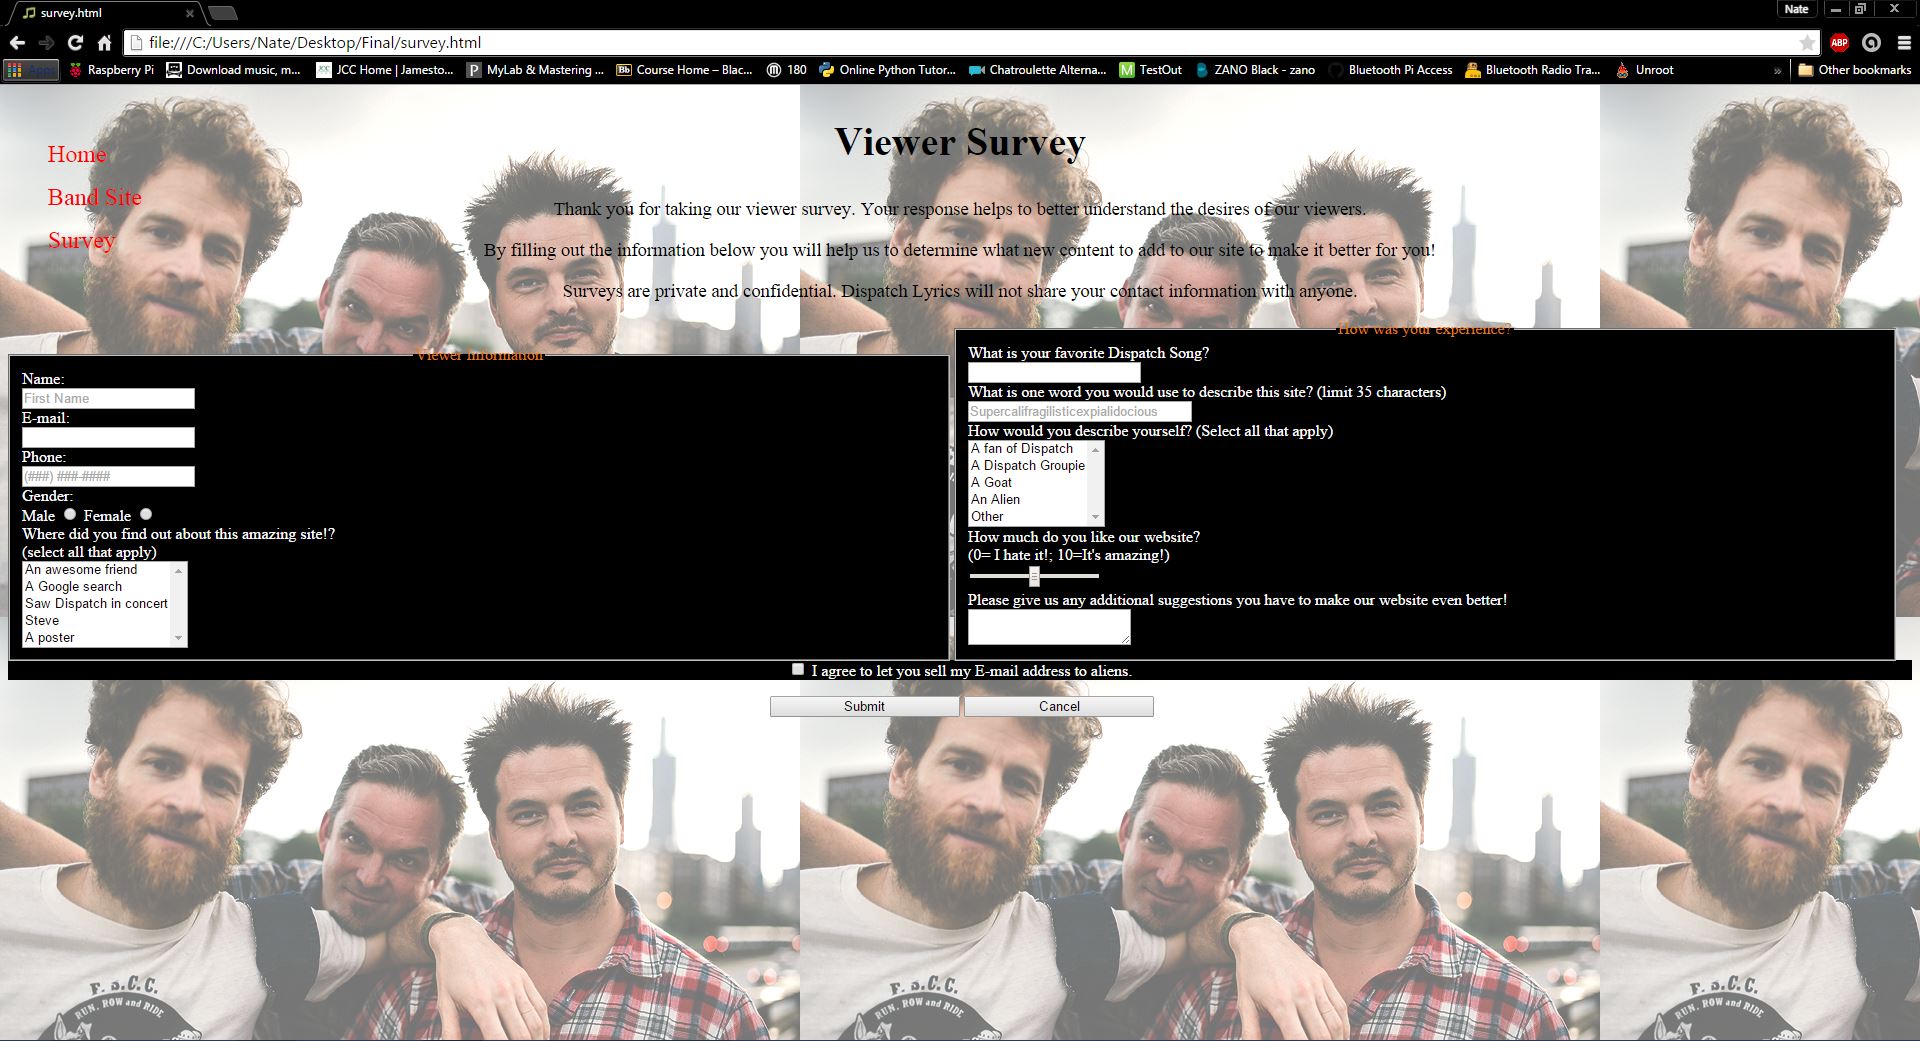 survey.html
Nate
file:///C:/Users/Nate/Desktop/Final/survey.html
ABP
Apps
Raspberry Pi
Download music, m...
JCC Home | Jamesto...
MyLab & Mastering ...
Bb Course Home – Blac...
180
Online Python Tutor...
Chatroulette Alterna...
M TestOut
ZANO Black - zano
Bluetooth Pi Access
Bluetooth Radio Tra...
Unroot
» Other bookmarks
Viewer Survey
Home
Band Site
Survey
Thank you for taking our viewer survey. Your response helps to better understand the desires of our viewers.
By filling out the information below you will help us to determine what new content to add to our site to make it better for you!
Surveys are private and confidential. Dispatch Lyrics will not share your contact information with anyone.
Viewer Information
Name:
First Name
E-mail:
Phone:
(###) ###-####
Gender:
Male Female
Where did you find out about this amazing site!?
(select all that apply)
An awesome friend
A Google search
Saw Dispatch in concert
Steve
A poster
How was your experience?
What is your favorite Dispatch Song?
What is one word you would use to describe this site? (limit 35 characters)
Supercalifragilisticexpialidocious
How would you describe yourself? (Select all that apply)
A fan of Dispatch
A Dispatch Groupie
A Goat
An Alien
Other
How much do you like our website?
(0= I hate it!; 10=It's amazing!)
Please give us any additional suggestions you have to make our website even better!
I agree to let you sell my E-mail address to aliens.
Submit
Cancel
F.S.C.C.
RUN, ROW and RIDE
F.S.C.C.
RUN, ROW and RIDE
F.S.C.C.
RUN, ROW and RIDE